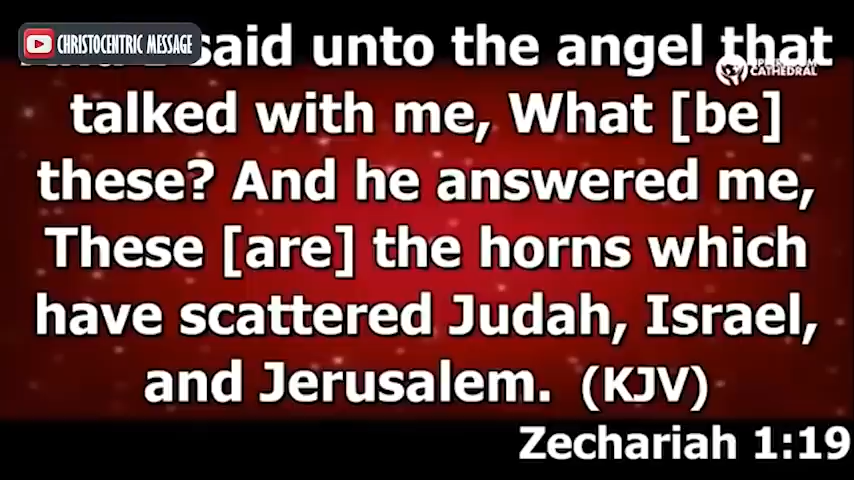 CHRISTOCENTRIC MESSAGE
said unto the angel that
CATHEDRAL
talked with me, What [be]
these? And he answered me,
These [are] the horns which
have scattered Judah, Israel,
and Jerusalem. (KJV)
Zechariah 1:19